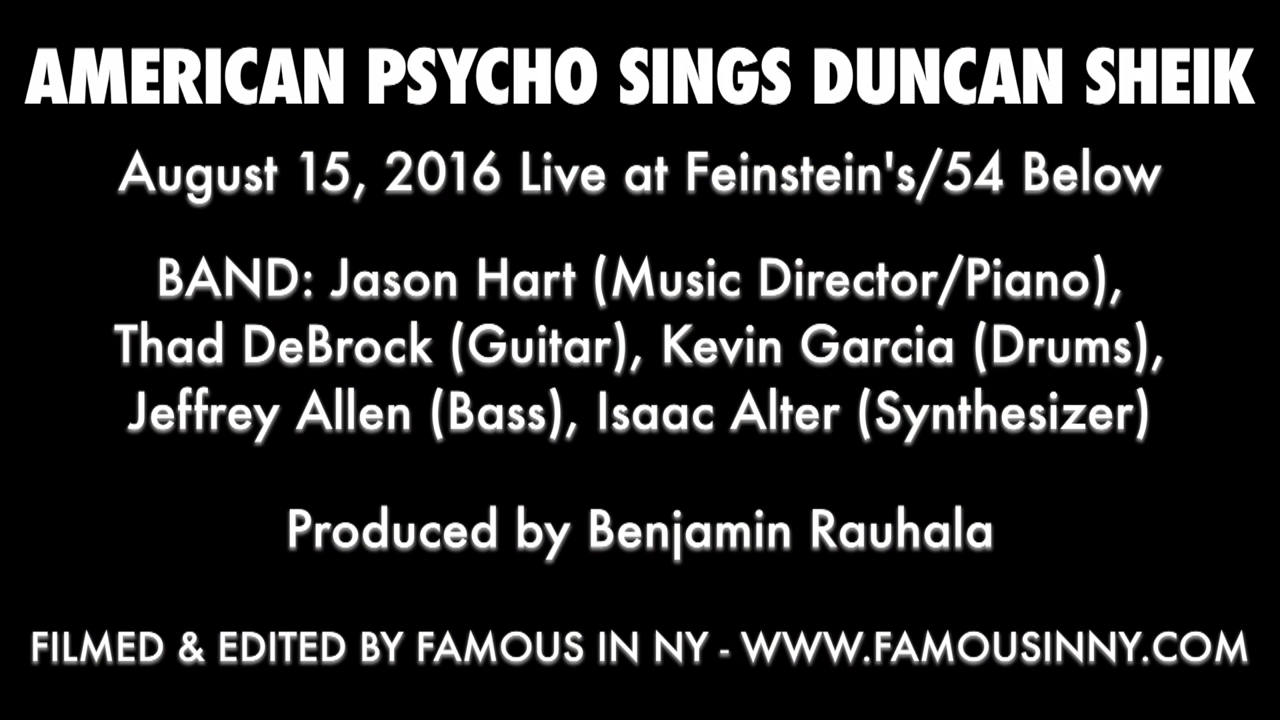 AMERICAN PSYCHO SINGS DUNCAN SHEIK
August 15, 2016 Live at Feinstein's/54 Below
BAND: Jason Hart (Music Director/Piano),
Thad DeBrock (Guitar), Kevin Garcia (Drums),
Jeffrey Allen (Bass), Isaac Alter (Synthesizer)
Produced by Benjamin Rauhala
FILMED & EDITED BY FAMOUS IN NY - WWW.FAMOUSINNY.COM